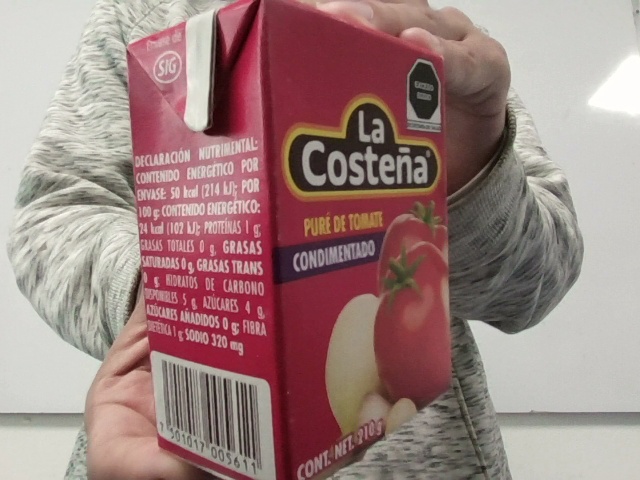 SIG
DECLARACIÓN NUTRIMENTAL:
CONTENIDO ENERGÉTICO POR
ENVASE: 50 kcal (214 kJ); POR
100 g: CONTENIDO ENERGÉTICO:
24 kcal (102 kJ); PROTEÍNAS 1 g;
GRASAS TOTALES 0 g, GRASAS
SATURADAS 0 g, GRASAS TRANS
0 g; HIDRATOS DE CARBONO
DISPONIBLES 5 g, AZÚCARES 4 g,
AZÚCARES AÑADIDOS 0 g; FIBRA
DIETÉTICA 1 g; SODIO 320 mg
7 501017 005611
EXCESO
SODIO
La
Costeña®
PURÉ DE TOMATE
CONDIMENTADO
CONT. NET. 210 g